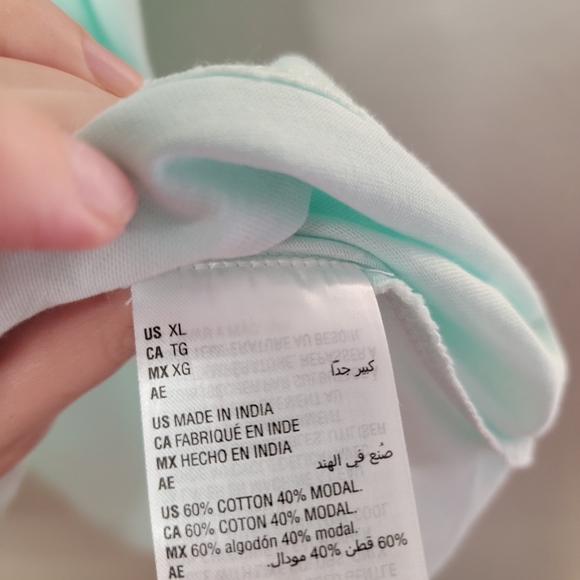 US XL
CA TG
MX XG
AE كبير جدًا
US MADE IN INDIA
CA FABRIQUÉ EN INDE
MX HECHO EN INDIA
AE صُنع في الهند
US 60% COTTON 40% MODAL.
CA 60% COTON 40% MODAL.
MX 60% algodón 40% modal.
AE 60% قطن 40% مودال.